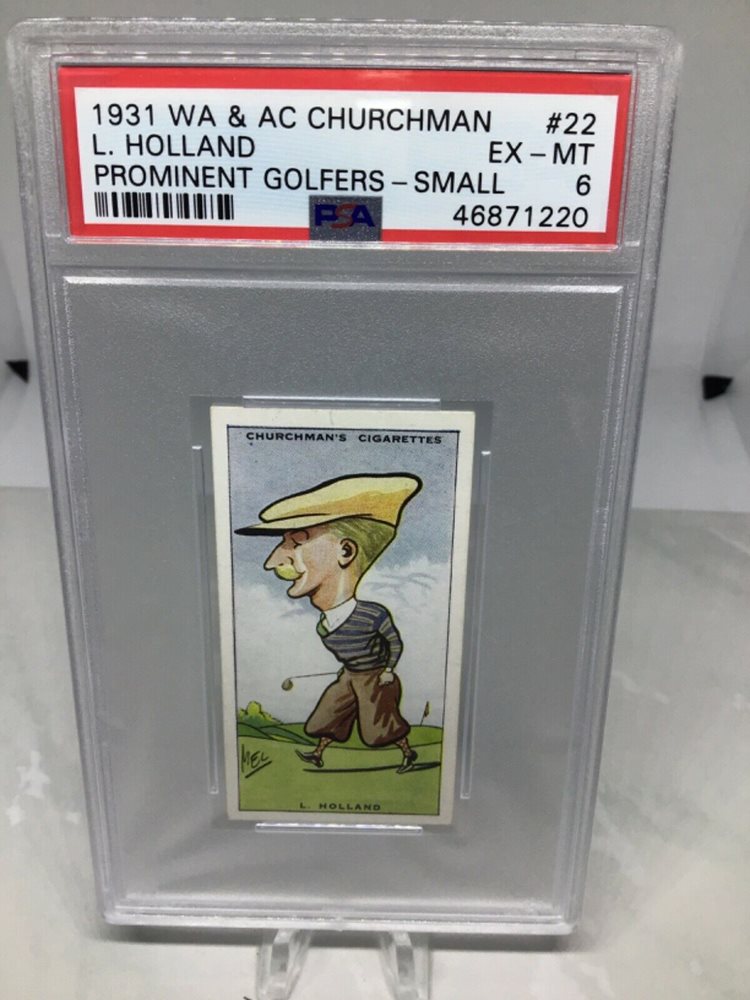 1931 WA & AC CHURCHMAN #22
L. HOLLAND EX-MT
PROMINENT GOLFERS-SMALL 6
PSA 46871220
CHURCHMAN'S CIGARETTES
MEL
L. HOLLAND